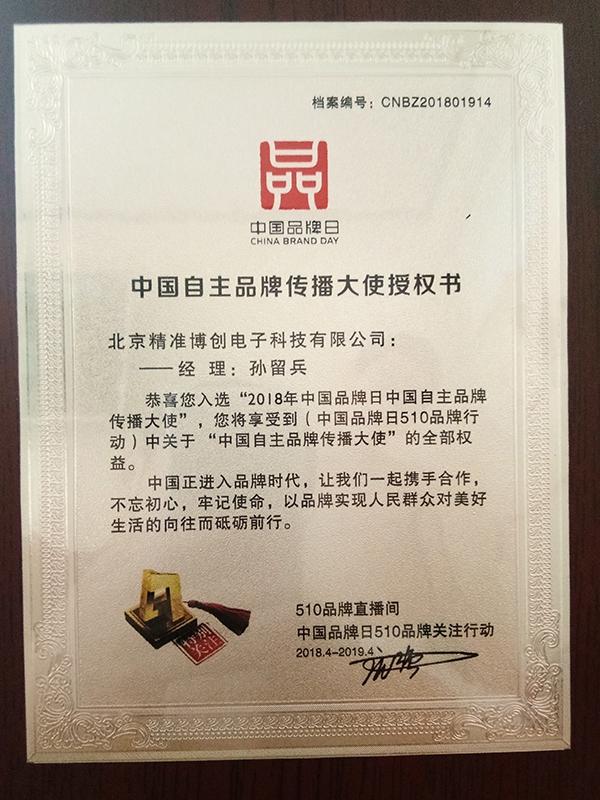 档案编号：CNBZ201801914
中国品牌日
CHINA BRAND DAY
中国自主品牌传播大使授权书
北京精准博创电子科技有限公司：
——经 理：孙留兵
恭喜您入选“2018年中国品牌日中国自主品牌
传播大使”，您将享受到（中国品牌日510品牌行
动）中关于“中国自主品牌传播大使”的全部权
益。
中国正进入品牌时代，让我们一起携手合作，
不忘初心，牢记使命，以品牌实现人民群众对美好
生活的向往而砥砺前行。
特别
关注
510品牌直播间
中国品牌日510品牌关注行动
2018.4-2019.4